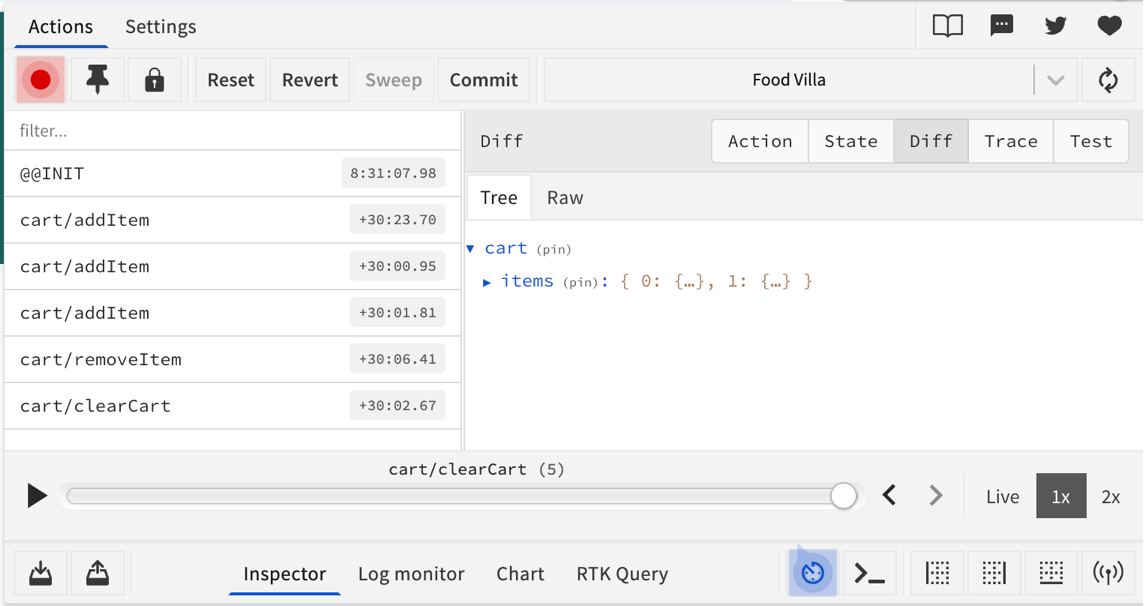 Actions Settings
Reset Revert Sweep Commit Food Villa
filter...
@@INIT 8:31:07.98
cart/addItem +30:23.70
cart/addItem +30:00.95
cart/addItem +30:01.81
cart/removeItem +30:06.41
cart/clearCart +30:02.67
Diff Action State Diff Trace Test
Tree Raw
cart (pin)
items (pin): { 0: {…}, 1: {…} }
cart/clearCart (5)
Live 1x 2x
Inspector Log monitor Chart RTK Query